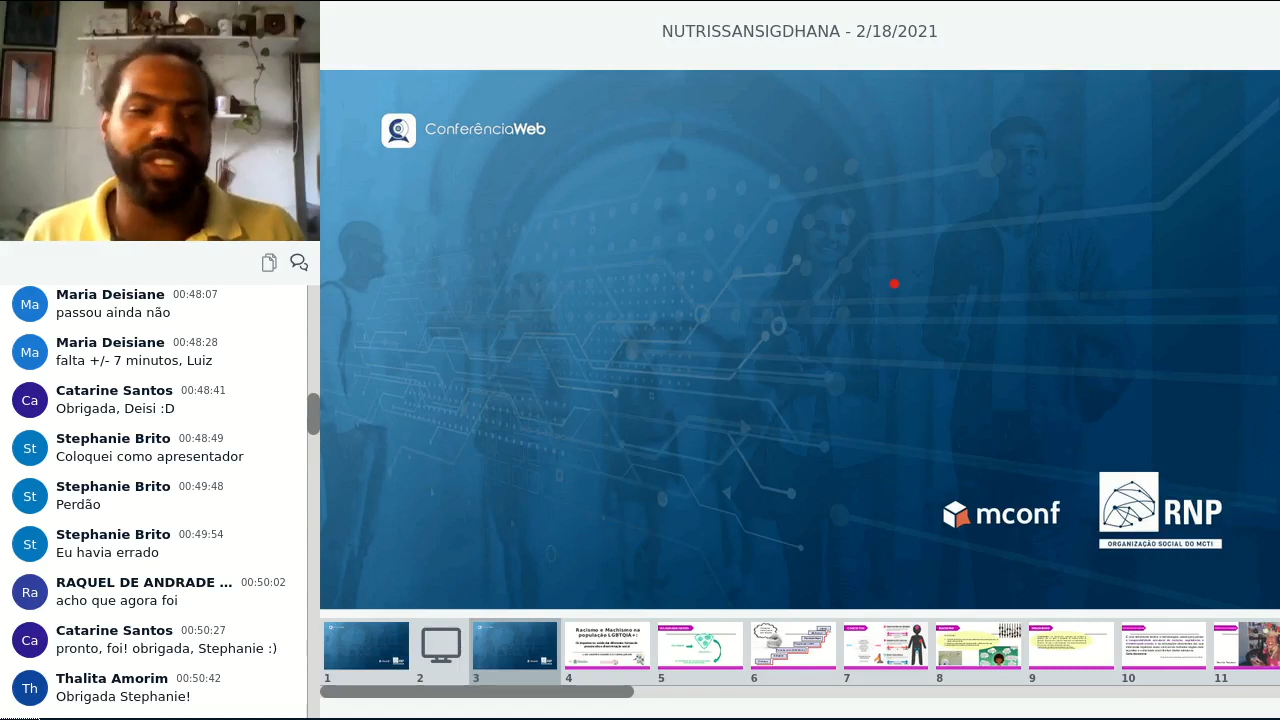 NUTRISSANSIGDHANA - 2/18/2021
ConferênciaWeb
Maria Deisiane 00:48:07
passou ainda não
Maria Deisiane 00:48:28
falta +/- 7 minutos, Luiz
Catarine Santos 00:48:41
Obrigada, Deisi :D
Stephanie Brito 00:48:49
Coloquei como apresentador
Stephanie Brito 00:49:48
Perdão
Stephanie Brito 00:49:54
Eu havia errado
RAQUEL DE ANDRADE ... 00:50:02
acho que agora foi
Catarine Santos 00:50:27
pronto, foi! obrigada, Stephanie :)
Thalita Amorim 00:50:42
Obrigada Stephanie!
Ma
Ma
Ca
St
St
St
Ra
Ca
Th
mconf
RNP
ORGANIZAÇÃO SOCIAL DO MCTI
Racismo e Machismo na
população LGBTQIA+:
1
2
3
4
5
6
7
8
9
10
11